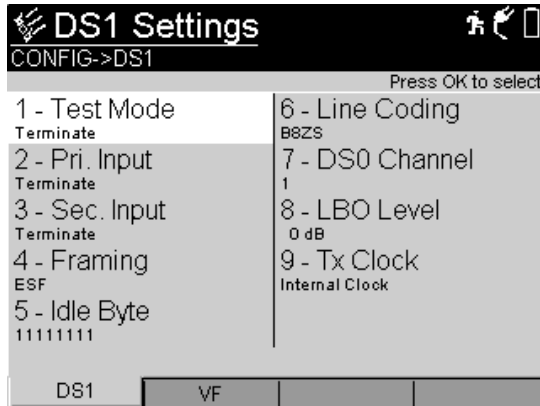 DS1 Settings
CONFIG->DS1
Press OK to select
1 - Test Mode
Terminate
2 - Pri. Input
Terminate
3 - Sec. Input
Terminate
4 - Framing
ESF
5 - Idle Byte
11111111
6 - Line Coding
B8ZS
7 - DS0 Channel
1
8 - LBO Level
0 dB
9 - Tx Clock
Internal Clock
DS1
VF